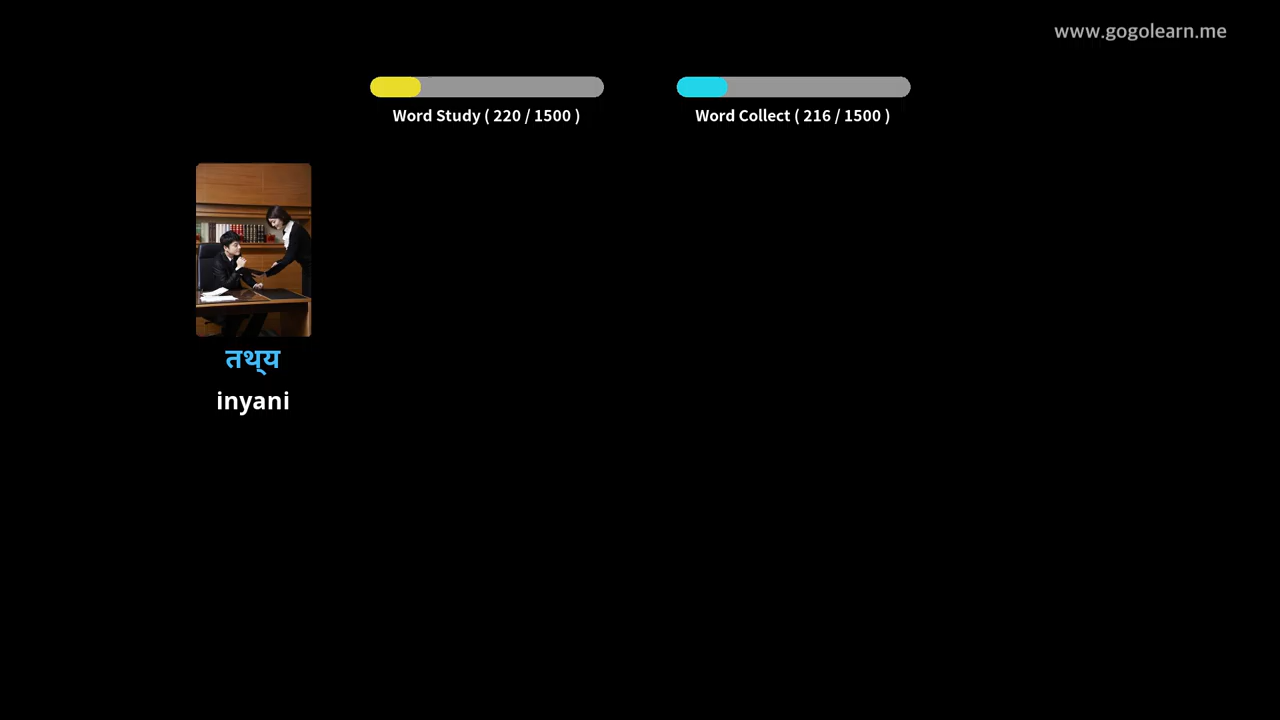 www.gogolearn.me
Word Study ( 220 / 1500 )
Word Collect ( 216 / 1500 )
तथ्य
inyani